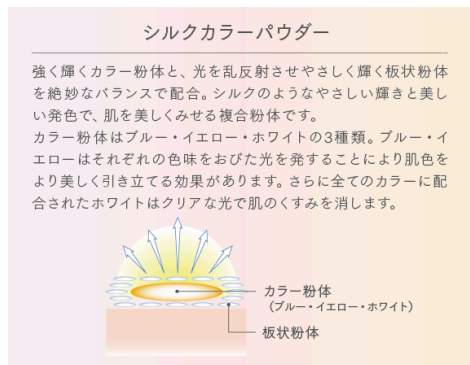 シルクカラーパウダー
強く輝くカラー粉体と、光を乱反射させやさしく輝く板状粉体
を絶妙なバランスで配合。シルクのようなやさしい輝きと美し
い発色で、肌を美しくみせる複合粉体です。
カラー粉体はブルー・イエロー・ホワイトの3種類。ブルー・イ
エローはそれぞれの色味をおびた光を発することにより肌色を
より美しく引き立てる効果があります。さらに全てのカラーに配
合されたホワイトはクリアな光で肌のくすみを消します。
カラー粉体
（ブルー・イエロー・ホワイト）
板状粉体